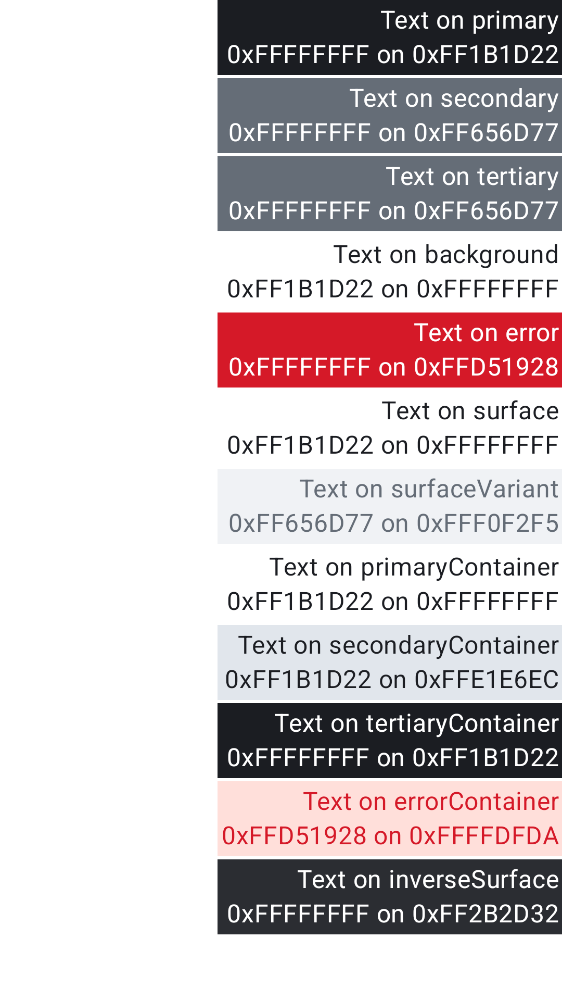 Text on primary
0xFFFFFFFF on 0xFF1B1D22
Text on secondary
0xFFFFFFFF on 0xFF656D77
Text on tertiary
0xFFFFFFFF on 0xFF656D77
Text on background
0xFF1B1D22 on 0xFFFFFFFF
Text on error
0xFFFFFFFF on 0xFFD51928
Text on surface
0xFF1B1D22 on 0xFFFFFFFF
Text on surfaceVariant
0xFF656D77 on 0xFFF0F2F5
Text on primaryContainer
0xFF1B1D22 on 0xFFFFFFFF
Text on secondaryContainer
0xFF1B1D22 on 0xFFE1E6EC
Text on tertiaryContainer
0xFFFFFFFF on 0xFF1B1D22
Text on errorContainer
0xFFD51928 on 0xFFFFDFDA
Text on inverseSurface
0xFFFFFFFF on 0xFF2B2D32